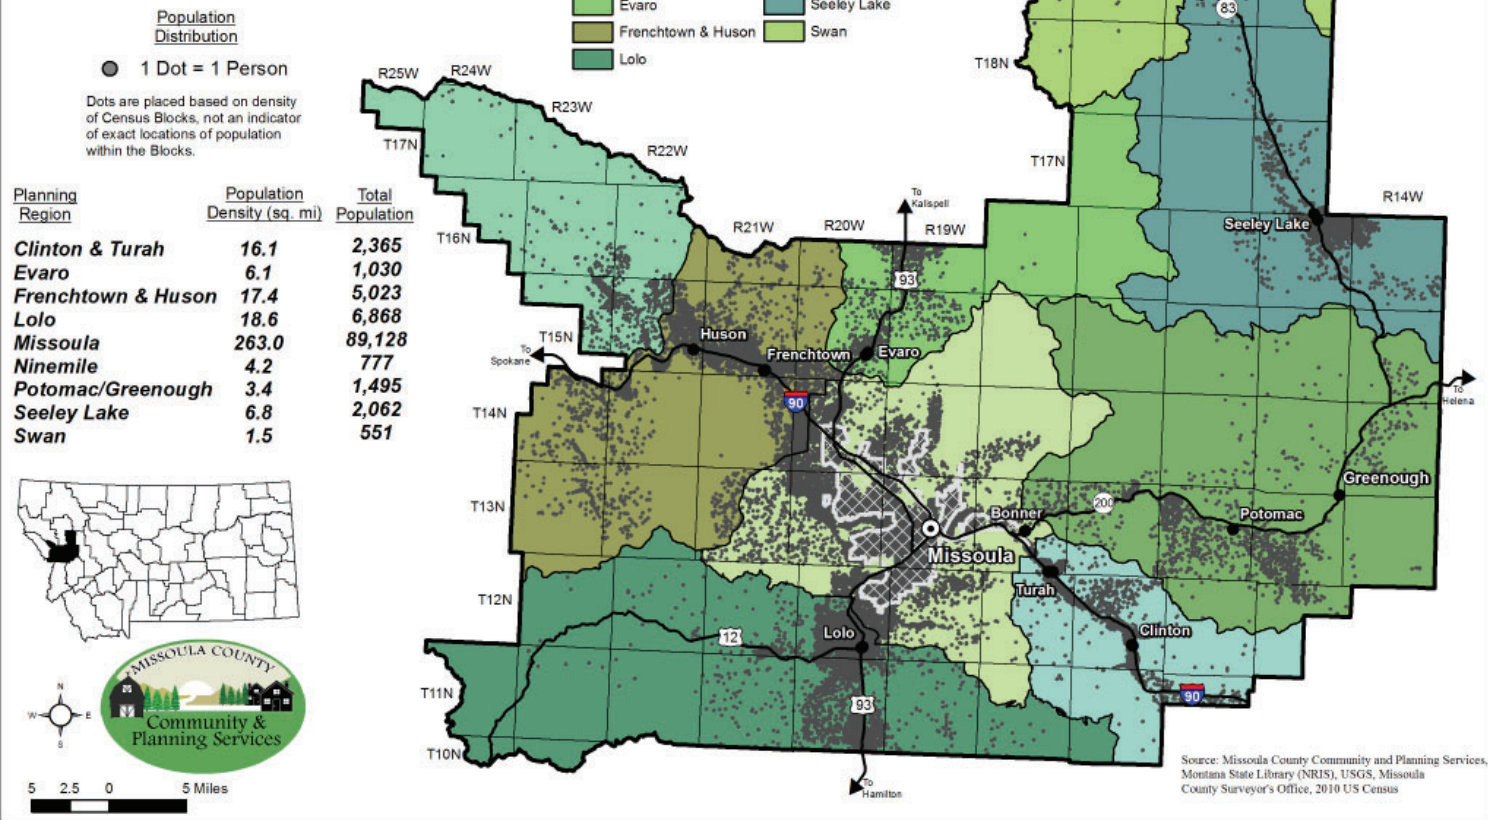 Population
Distribution
1 Dot = 1 Person
Dots are placed based on density
of Census Blocks, not an indicator
of exact locations of population
within the Blocks.
Evaro
Seeley Lake
Frenchtown & Huson
Swan
Lolo
Planning
Region
Population
Density (sq. mi)
Total
Population
Clinton & Turah 16.1 2,365
Evaro 6.1 1,030
Frenchtown & Huson 17.4 5,023
Lolo 18.6 6,868
Missoula 263.0 89,128
Ninemile 4.2 777
Potomac/Greenough 3.4 1,495
Seeley Lake 6.8 2,062
Swan 1.5 551
83
T18N
R25W
R24W
R23W
T17N
R22W
T17N
R14W
To
Kalispell
Seeley Lake
T16N
R21W
R20W
R19W
93
T15N
Huson
To
Spokane
Frenchtown
Evaro
To
Helena
90
T14N
Greenough
T13N
200
Bonner
Potomac
Missoula
Turah
T12N
Lolo
12
Clinton
T11N
93
90
T10N
To
Hamilton
MISSOULA COUNTY
Community &
Planning Services
N
W E
S
5 2.5 0 5 Miles
Source: Missoula County Community and Planning Services,
Montana State Library (NRIS), USGS, Missoula
County Surveyor's Office, 2010 US Census